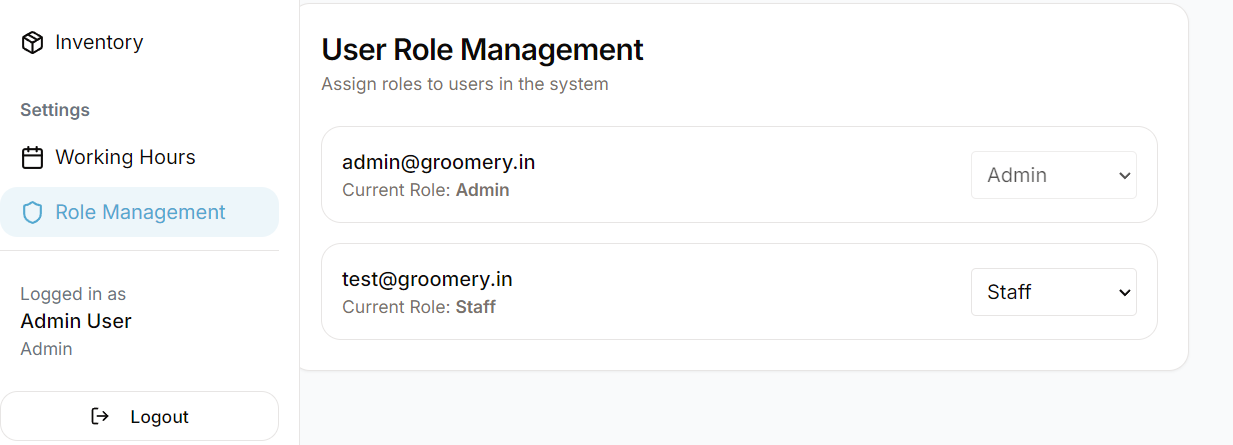 Inventory
Settings
Working Hours
Role Management
Logged in as
Admin User
Admin
Logout
User Role Management
Assign roles to users in the system
admin@groomery.in
Current Role: Admin
Admin
test@groomery.in
Current Role: Staff
Staff